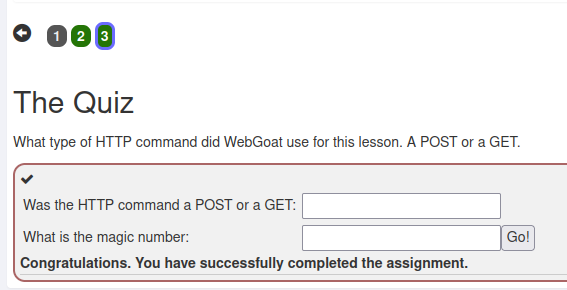 1 2 3
The Quiz
What type of HTTP command did WebGoat use for this lesson. A POST or a GET.
Was the HTTP command a POST or a GET:
What is the magic number: Go!
Congratulations. You have successfully completed the assignment.